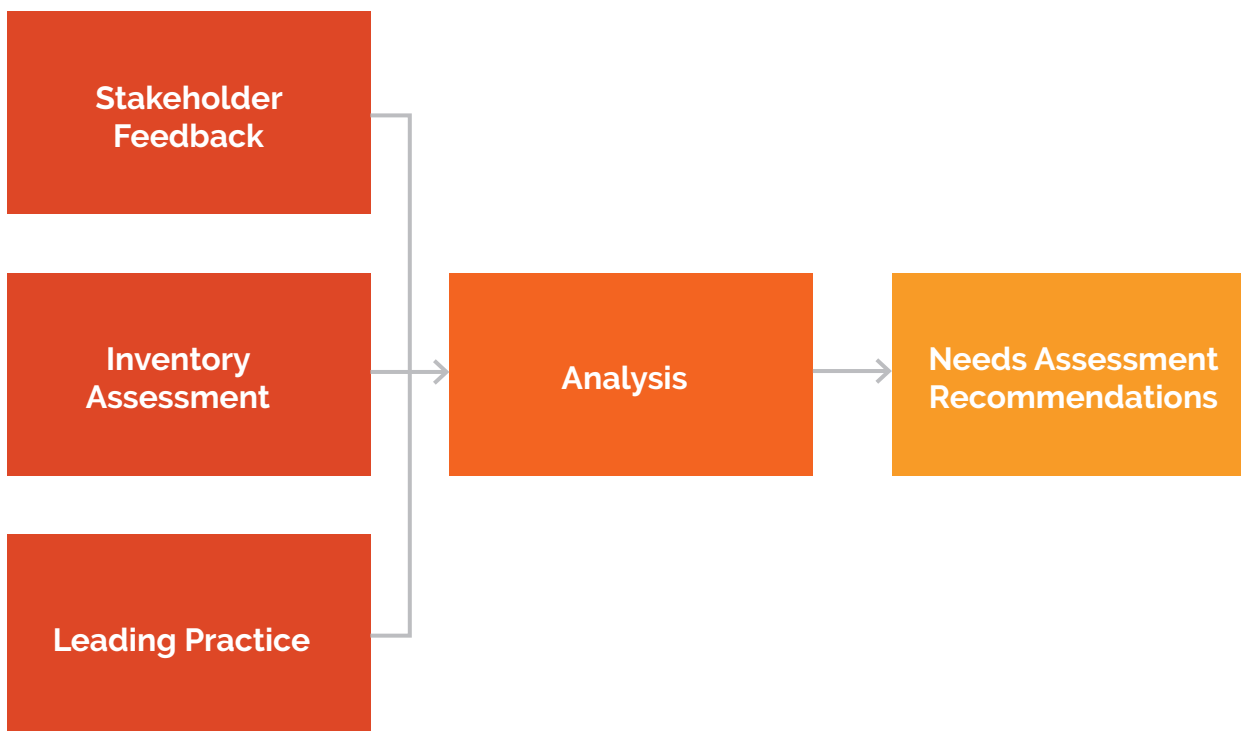 Stakeholder
Feedback
Inventory
Assessment
Leading Practice
Analysis
Needs Assessment
Recommendations